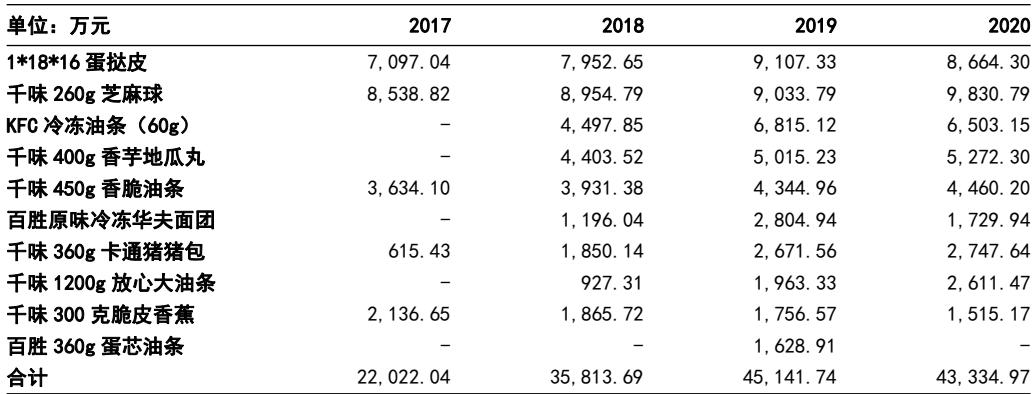 单位：万元 2017 2018 2019 2020
1*18*16 蛋挞皮 7,097.04 7,952.65 9,107.33 8,664.30
千味 260g 芝麻球 8,538.82 8,954.79 9,033.79 9,830.79
KFC 冷冻油条（60g） - 4,497.85 6,815.12 6,503.15
千味 400g 香芋地瓜丸 - 4,403.52 5,015.23 5,272.30
千味 450g 香脆油条 3,634.10 3,931.38 4,344.96 4,460.20
百胜原味冷冻华夫面团 - 1,196.04 2,804.94 1,729.94
千味 360g 卡通猪猪包 615.43 1,850.14 2,671.56 2,747.64
千味 1200g 放心大油条 - 927.31 1,963.33 2,611.47
千味 300 克脆皮香蕉 2,136.65 1,865.72 1,756.57 1,515.17
百胜 360g 蛋芯油条 - - 1,628.91 -
合计 22,022.04 35,813.69 45,141.74 43,334.97